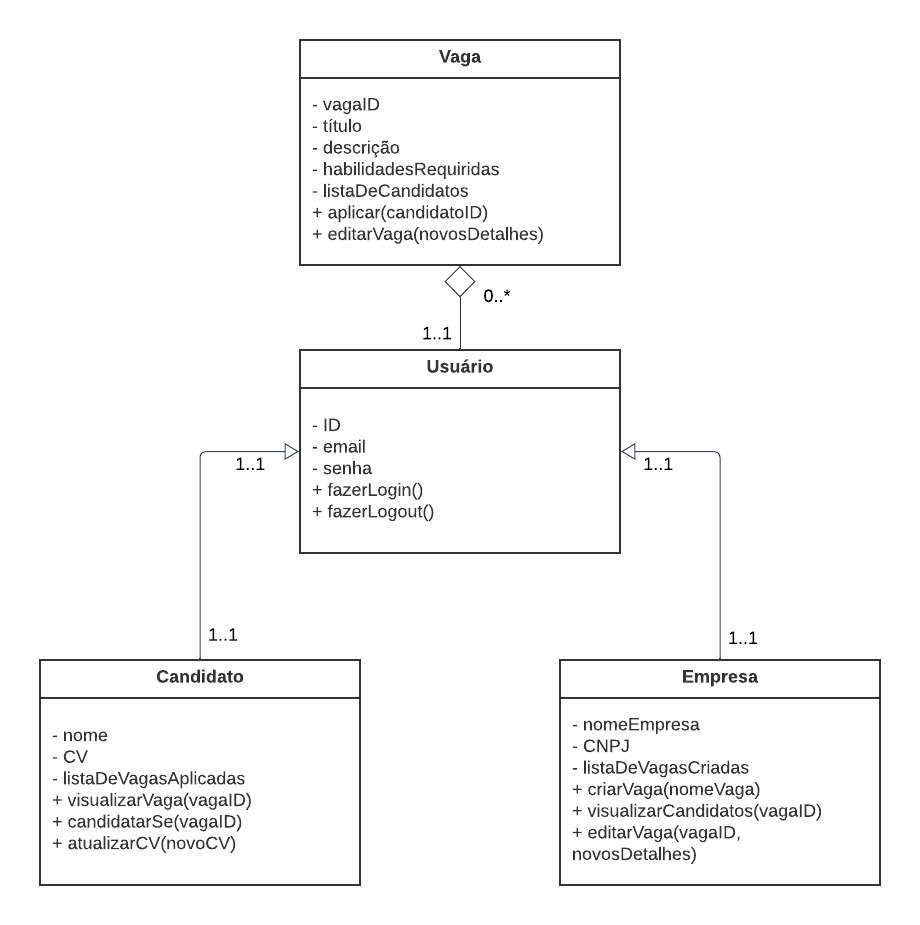 Vaga
- vagaID
- título
- descrição
- habilidadesRequiridas
- listaDeCandidatos
+ aplicar(candidatoID)
+ editarVaga(novosDetalhes)
0..*
1..1
Usuário
- ID
- email
- senha
+ fazerLogin()
+ fazerLogout()
1..1
1..1
1..1
1..1
Candidato
- nome
- CV
- listaDeVagasAplicadas
+ visualizarVaga(vagaID)
+ candidatarSe(vagaID)
+ atualizarCV(novoCV)
Empresa
- nomeEmpresa
- CNPJ
- listaDeVagasCriadas
+ criarVaga(nomeVaga)
+ visualizarCandidatos(vagaID)
+ editarVaga(vagaID,
novosDetalhes)